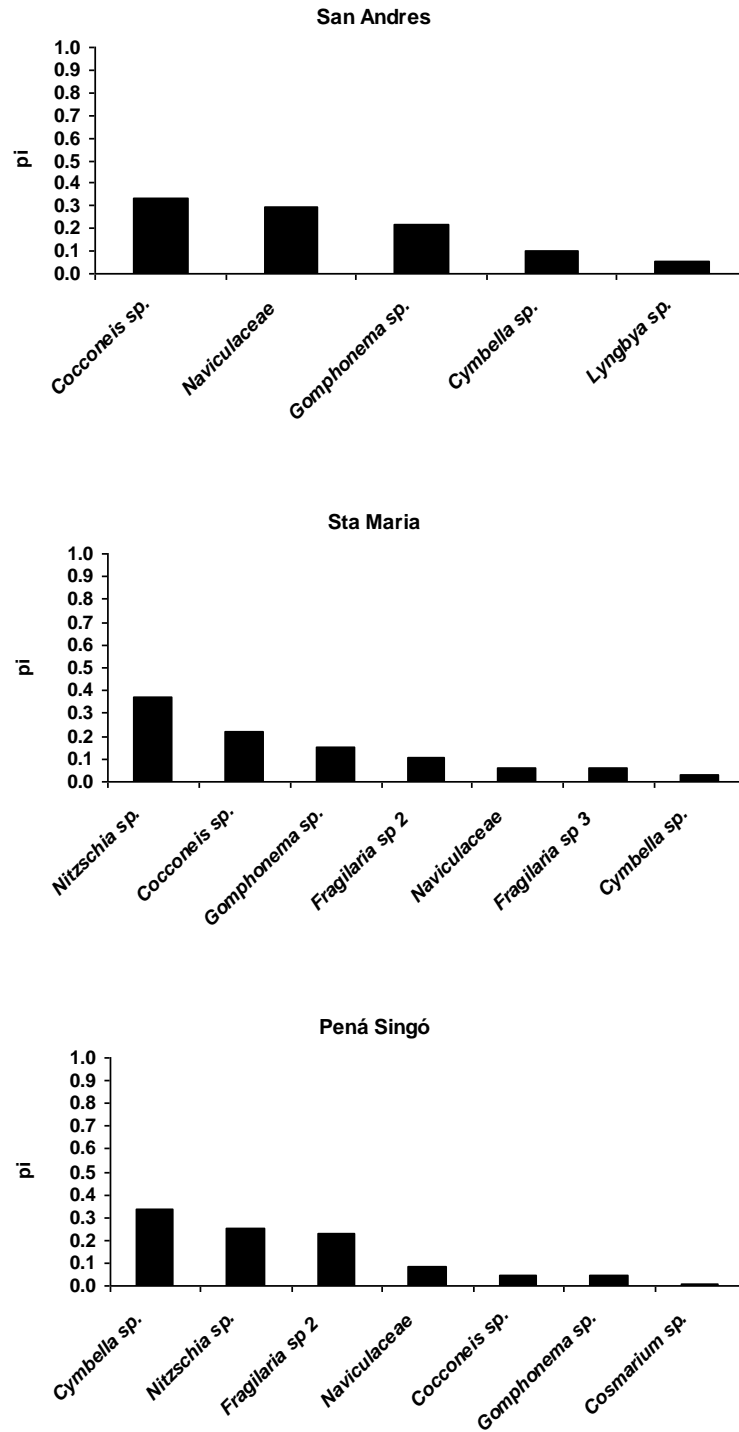 San Andres
1.0
0.9
0.8
0.7
0.6
0.5
0.4
0.3
0.2
0.1
0.0
pi
Cocconeis sp.
Naviculaceae
Gomphonema sp.
Cymbella sp.
Lyngbya sp.
Sta Maria
1.0
0.9
0.8
0.7
0.6
0.5
0.4
0.3
0.2
0.1
0.0
pi
Nitzschia sp.
Cocconeis sp.
Gomphonema sp.
Fragilaria sp 2
Naviculaceae
Fragilaria sp 3
Cymbella sp.
Pená Singó
1.0
0.9
0.8
0.7
0.6
0.5
0.4
0.3
0.2
0.1
0.0
pi
Cymbella sp.
Nitzschia sp.
Fragilaria sp 2
Naviculaceae
Cocconeis sp.
Gomphonema sp.
Cosmarium sp.